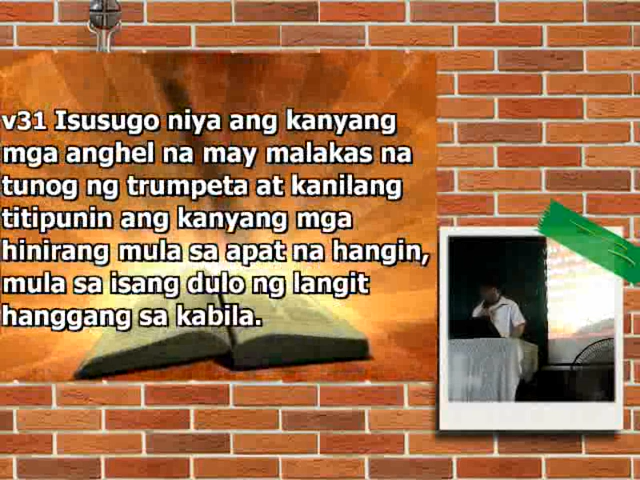 v31 Isusugo niya ang kanyang
mga anghel na may malakas na
tunog ng trumpeta at kanilang
titipunin ang kanyang mga
hinirang mula sa apat na hangin,
mula sa isang dulo ng langit
hanggang sa kabila.